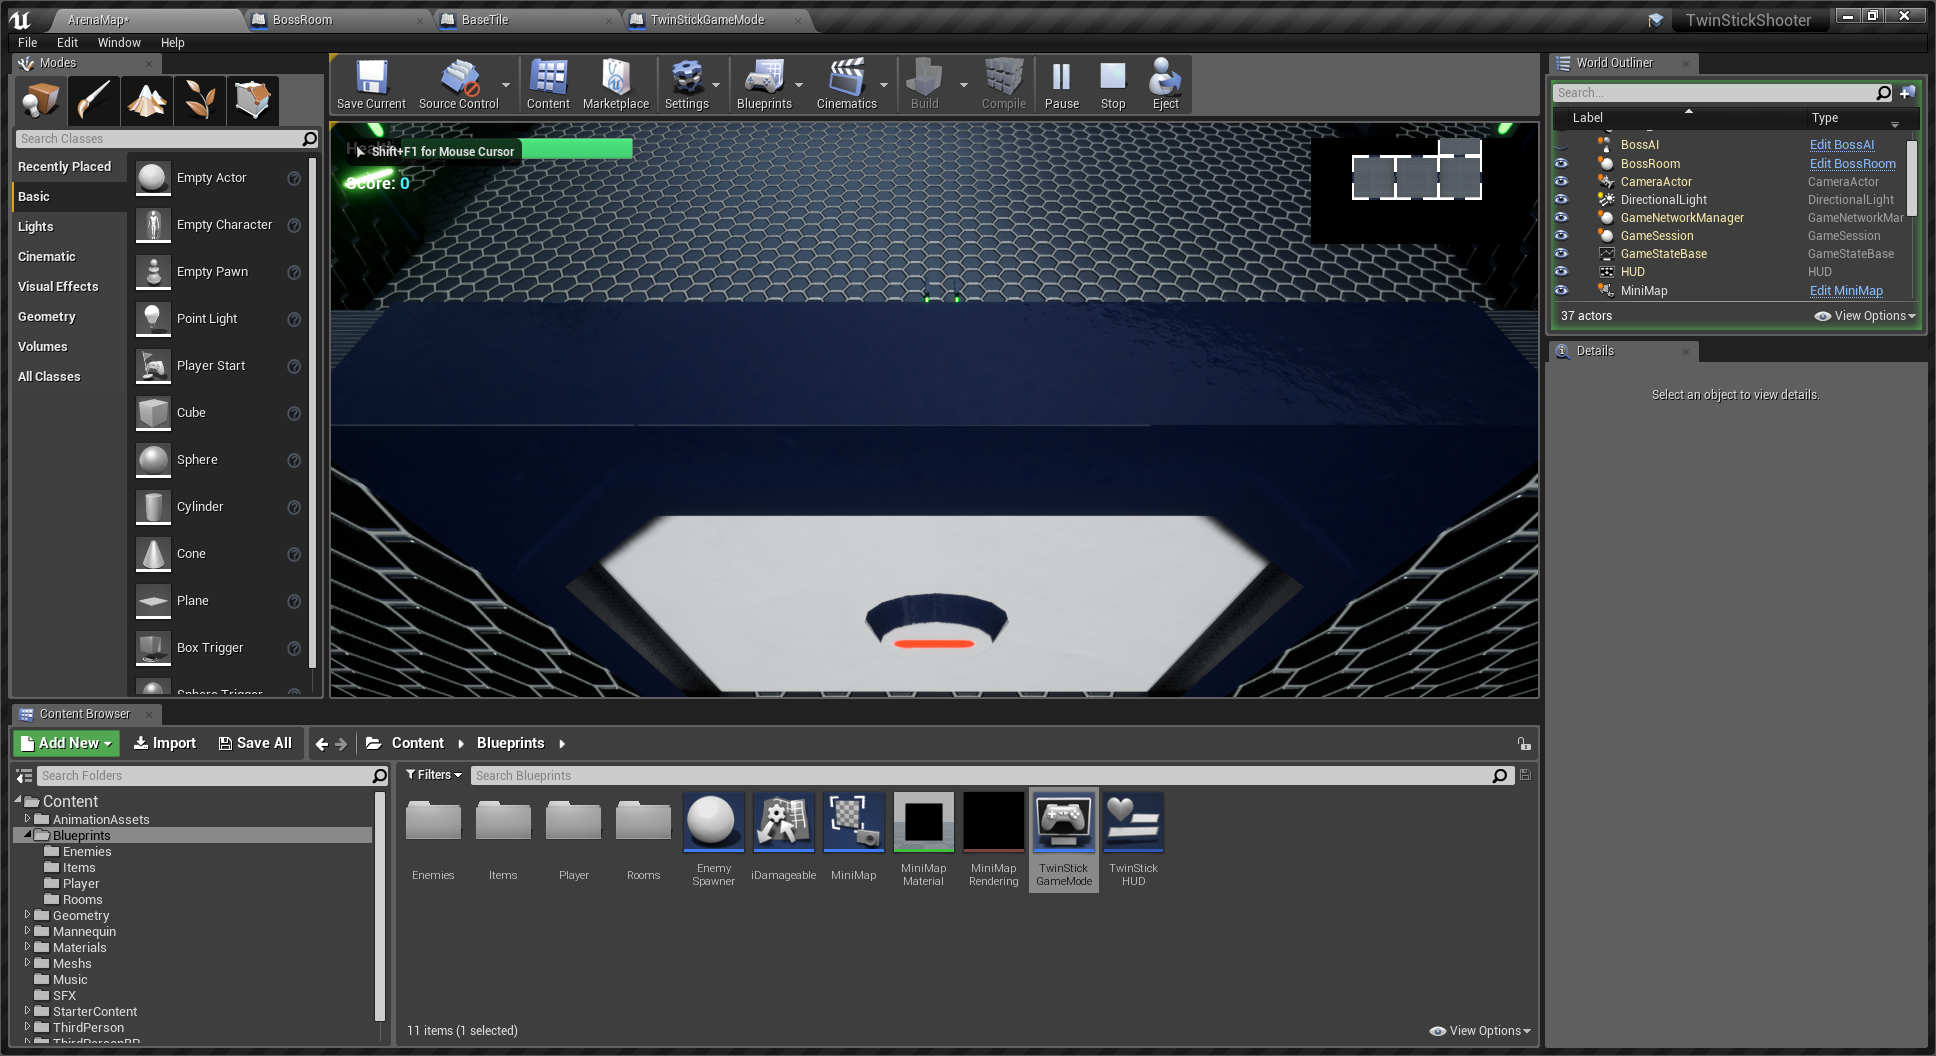 ArenaMap*
BossRoom
BaseTile
TwinStickGameMode
TwinStickShooter
File Edit Window Help
Modes
Search Classes
Recently Placed
Basic
Lights
Cinematic
Visual Effects
Geometry
Volumes
All Classes
Empty Actor
Empty Character
Empty Pawn
Point Light
Player Start
Cube
Sphere
Cylinder
Cone
Plane
Box Trigger
Sphere Trigger
Save Current
Source Control
Content
Marketplace
Settings
Blueprints
Cinematics
Build
Compile
Pause
Stop
Eject
Shift+F1 for Mouse Cursor
Score: 0
World Outliner
Search...
Label Type
BossAI Edit BossAI
BossRoom Edit BossRoom
CameraActor CameraActor
DirectionalLight DirectionalLight
GameNetworkManager GameNetworkMar
GameSession GameSession
GameStateBase GameStateBase
HUD HUD
MiniMap Edit MiniMap
37 actors View Options
Details
Select an object to view details.
Content Browser
Add New Import Save All Content Blueprints
Search Folders
Content
AnimationAssets
Blueprints
Enemies
Items
Player
Rooms
Geometry
Mannequin
Materials
Meshs
Music
SFX
StarterContent
ThirdPerson
ThirdPersonBP
Filters Search Blueprints
Enemies
Items
Player
Rooms
Enemy
Spawner
iDamageable
MiniMap
MiniMap
Material
MiniMap
Rendering
TwinStick
GameMode
TwinStick
HUD
11 items (1 selected) View Options